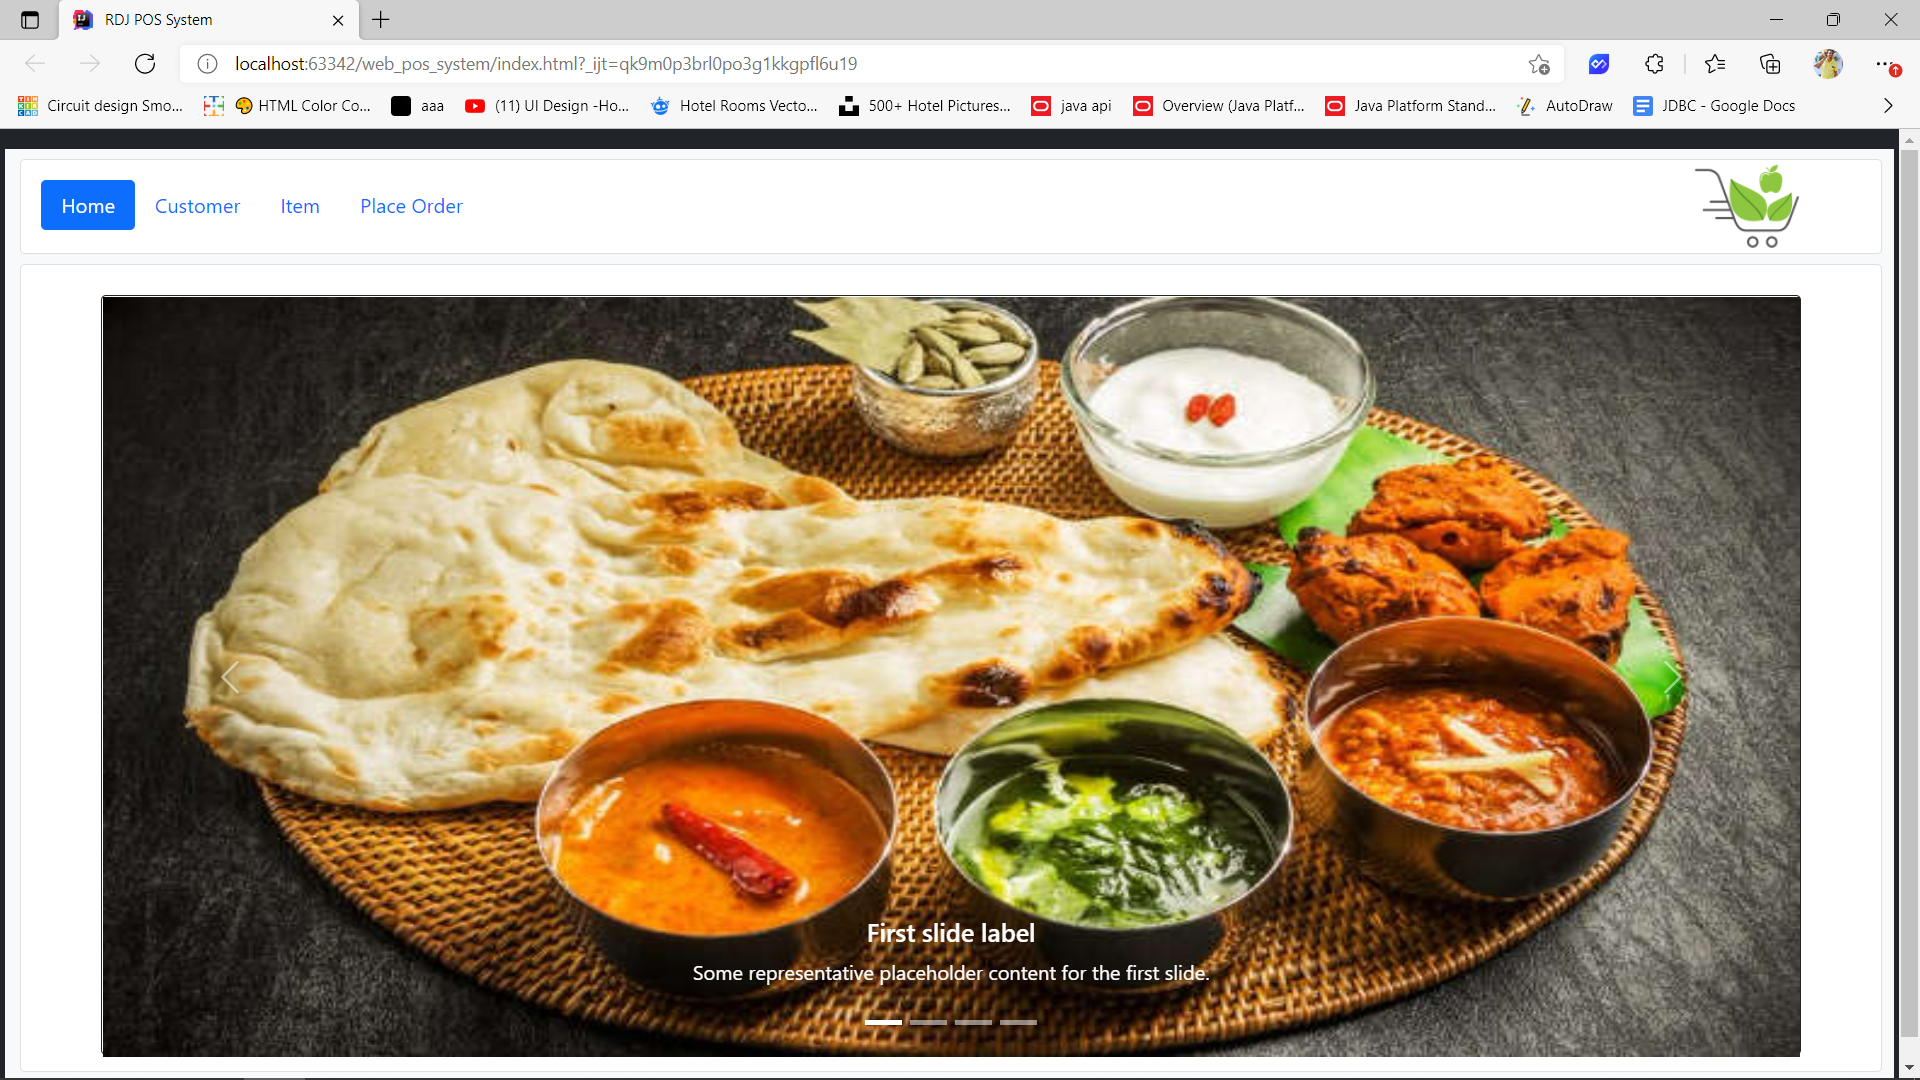 RDJ POS System
localhost:63342/web_pos_system/index.html?_ijt=qk9m0p3brl0po3g1kkgpfl6u19
Circuit design Smo... HTML Color Co... aaa (11) UI Design -Ho... Hotel Rooms Vecto... 500+ Hotel Pictures... java api Overview (Java Platf... Java Platform Stand... AutoDraw JDBC - Google Docs
Home Customer Item Place Order
First slide label
Some representative placeholder content for the first slide.